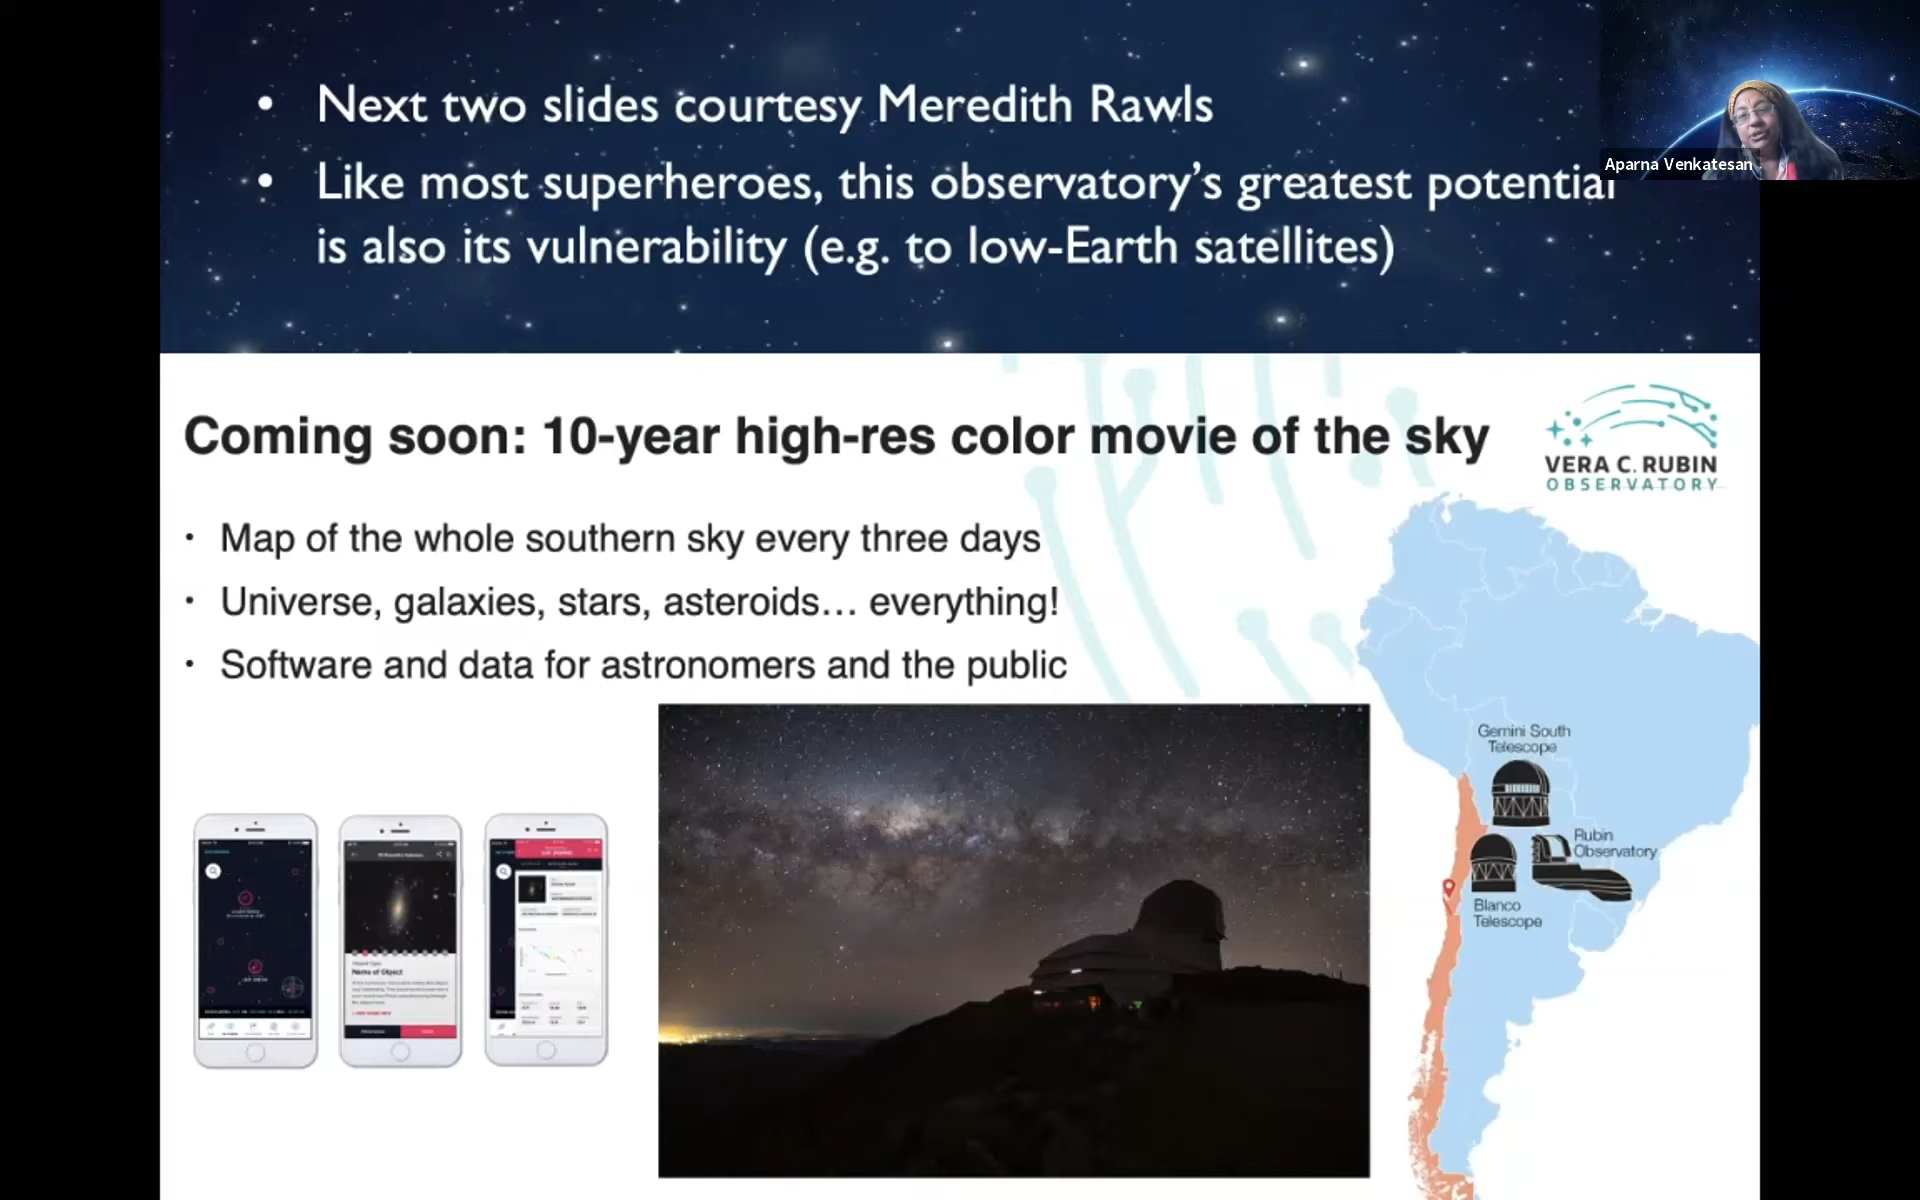 • Next two slides courtesy Meredith Rawls
• Like most superheroes, this observatory’s greatest potential
is also its vulnerability (e.g. to low-Earth satellites)
Aparna Venkatesan
Coming soon: 10-year high-res color movie of the sky
VERA C. RUBIN
OBSERVATORY
· Map of the whole southern sky every three days
· Universe, galaxies, stars, asteroids… everything!
· Software and data for astronomers and the public
Gemini South
Telescope
Rubin
Observatory
Blanco
Telescope
Name of Object